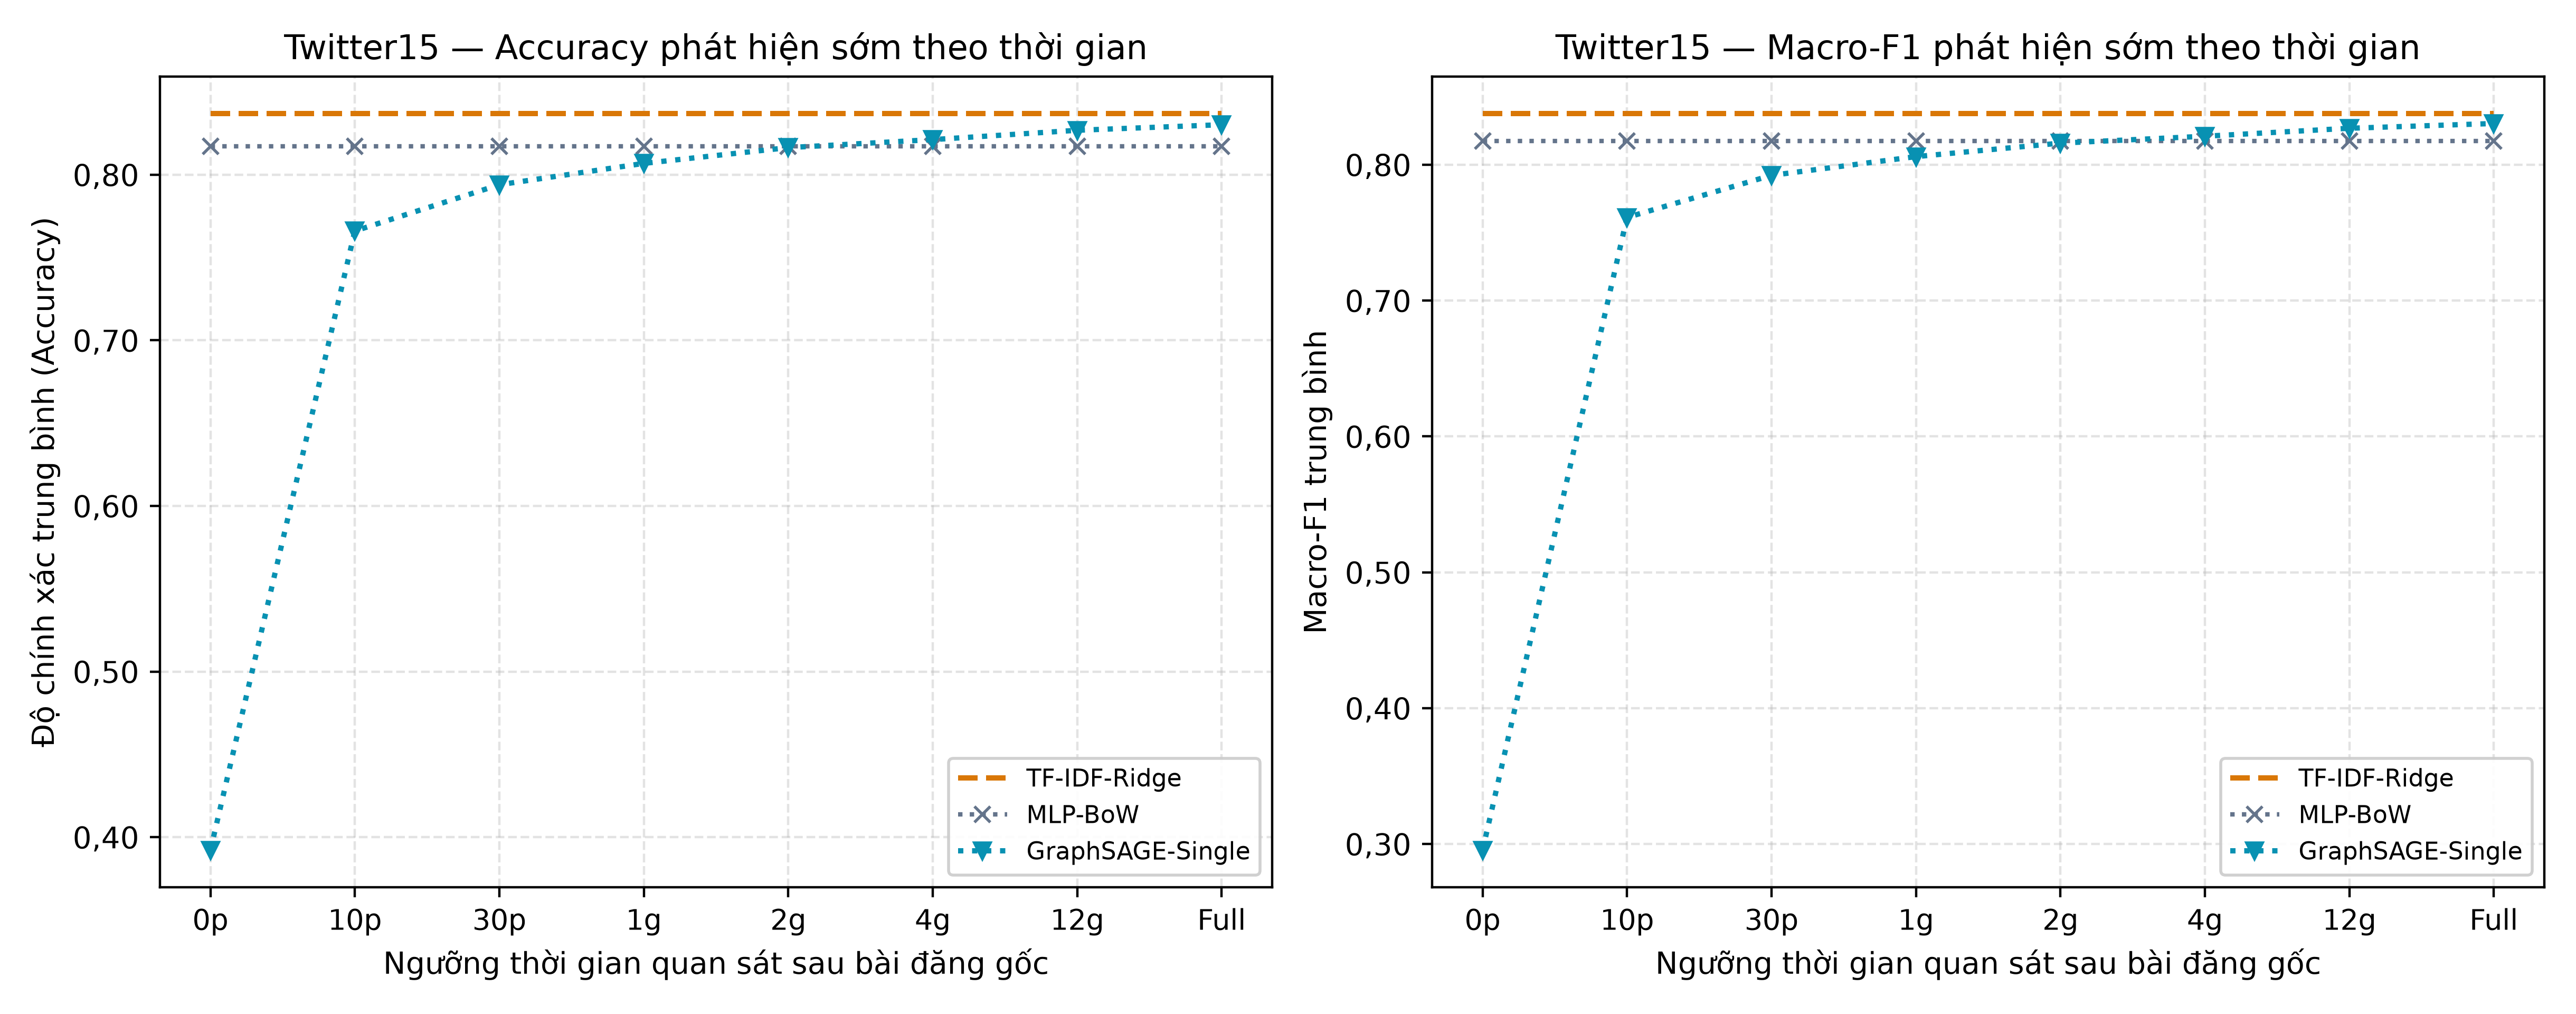 Twitter15 — Accuracy phát hiện sớm theo thời gian
Độ chính xác trung bình (Accuracy)
0,80
0,70
0,60
0,50
0,40
0p 10p 30p 1g 2g 4g 12g Full
Ngưỡng thời gian quan sát sau bài đăng gốc
TF-IDF-Ridge
MLP-BoW
GraphSAGE-Single
Twitter15 — Macro-F1 phát hiện sớm theo thời gian
Macro-F1 trung bình
0,80
0,70
0,60
0,50
0,40
0,30
0p 10p 30p 1g 2g 4g 12g Full
Ngưỡng thời gian quan sát sau bài đăng gốc
TF-IDF-Ridge
MLP-BoW
GraphSAGE-Single